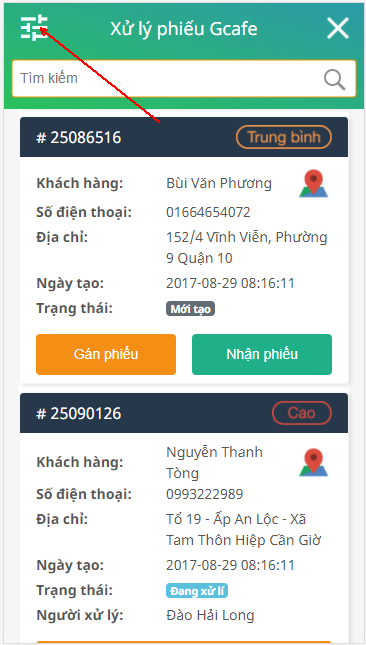 Xử lý phiếu Gcafe
Tìm kiếm
# 25086516 Trung bình
Khách hàng: Bùi Văn Phương
Số điện thoại: 01664654072
Địa chỉ: 152/4 Vĩnh Viễn, Phường
9 Quận 10
Ngày tạo: 2017-08-29 08:16:11
Trạng thái: Mới tạo
Gán phiếu Nhận phiếu
# 25090126 Cao
Khách hàng: Nguyễn Thanh
Tòng
Số điện thoại: 0993222989
Địa chỉ: Tổ 19 - Ấp An Lộc - Xã
Tam Thôn Hiệp Cần Giờ
Ngày tạo: 2017-08-29 08:16:11
Trạng thái: Đang xử lí
Người xử lý: Đào Hải Long